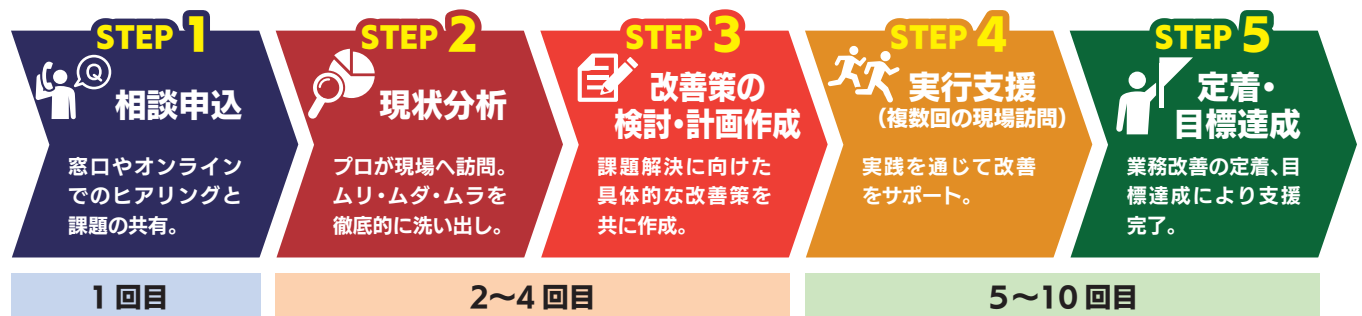 STEP 1
Q
相談申込
窓口やオンライン
でのヒアリングと
課題の共有。
STEP 2
現状分析
プロが現場へ訪問。
ムリ・ムダ・ムラを
徹底的に洗い出し。
STEP 3
改善策の
検討・計画作成
課題解決に向けた
具体的な改善策を
共に作成。
STEP 4
実行支援
(複数回の現場訪問)
実践を通じて改善
をサポート。
STEP 5
定着・
目標達成
業務改善の定着、目
標達成により支援
完了。
1 回目
2〜4 回目
5〜10 回目